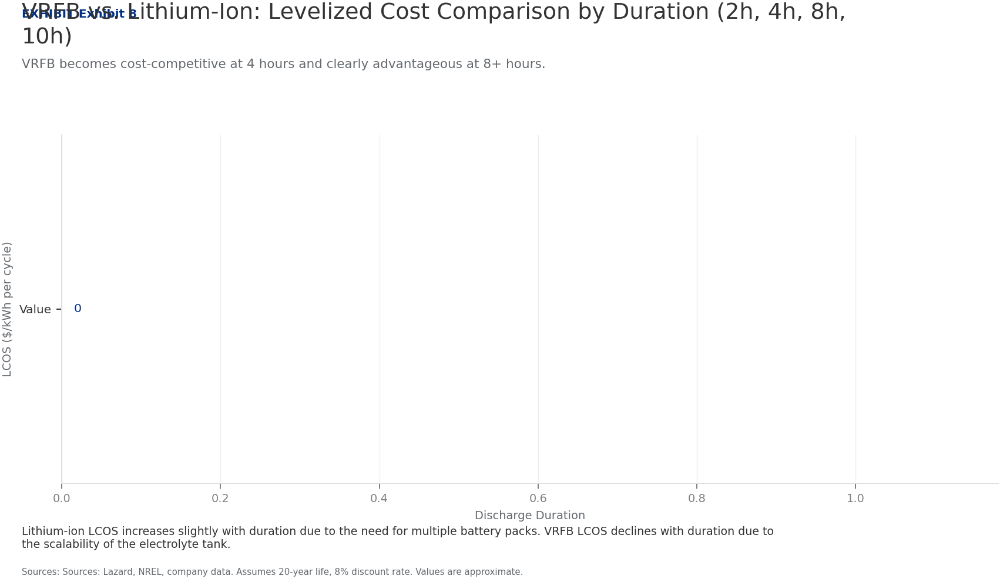 EXHIBIT Exhibit 8
VRFB vs. Lithium-Ion: Levelized Cost Comparison by Duration (2h, 4h, 8h,
10h)
VRFB becomes cost-competitive at 4 hours and clearly advantageous at 8+ hours.
LCOS ($/kWh per cycle)
Value
0
0.0
0.2
0.4
0.6
0.8
1.0
Discharge Duration
Lithium-ion LCOS increases slightly with duration due to the need for multiple battery packs. VRFB LCOS declines with duration due to
the scalability of the electrolyte tank.
Sources: Sources: Lazard, NREL, company data. Assumes 20-year life, 8% discount rate. Values are approximate.